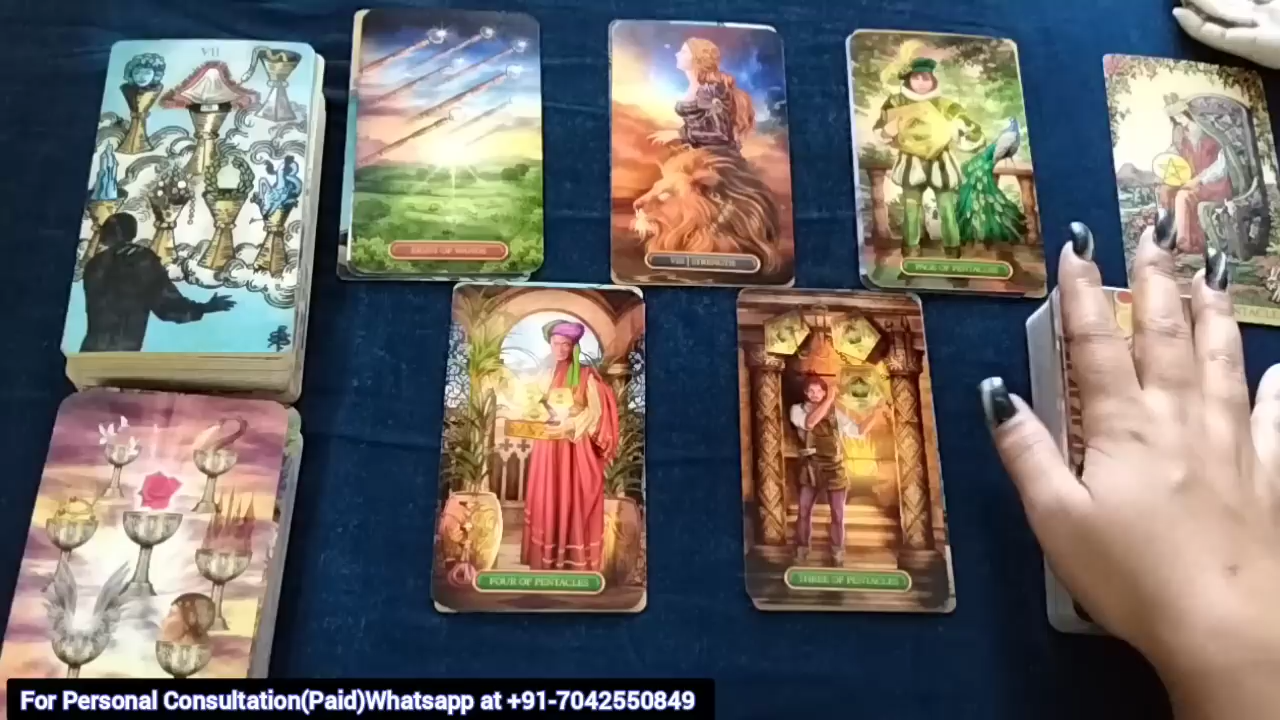 VII
EIGHT OF WANDS
VIII | STRENGTH
PAGE OF PENTACLES
FOUR OF PENTACLES
THREE OF PENTACLES
For Personal Consultation(Paid)Whatsapp at +91-7042550849